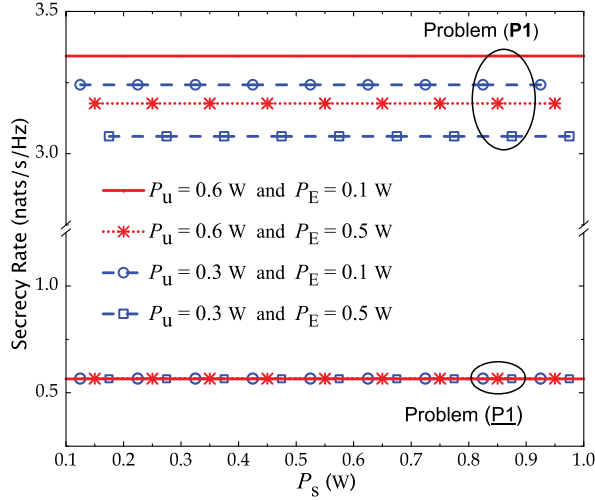 3.5
Problem (P1)
3.0
Secrecy Rate (nats/s/Hz)
Pu = 0.6 W and PE = 0.1 W
Pu = 0.6 W and PE = 0.5 W
Pu = 0.3 W and PE = 0.1 W
Pu = 0.3 W and PE = 0.5 W
1.0
0.5
Problem (P1)
0.1 0.2 0.3 0.4 0.5 0.6 0.7 0.8 0.9 1.0
Ps (W)